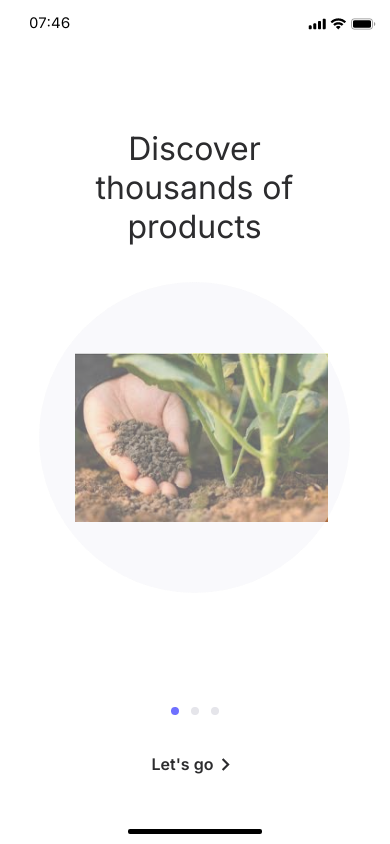 07:46
Discover
thousands of
products
Let's go